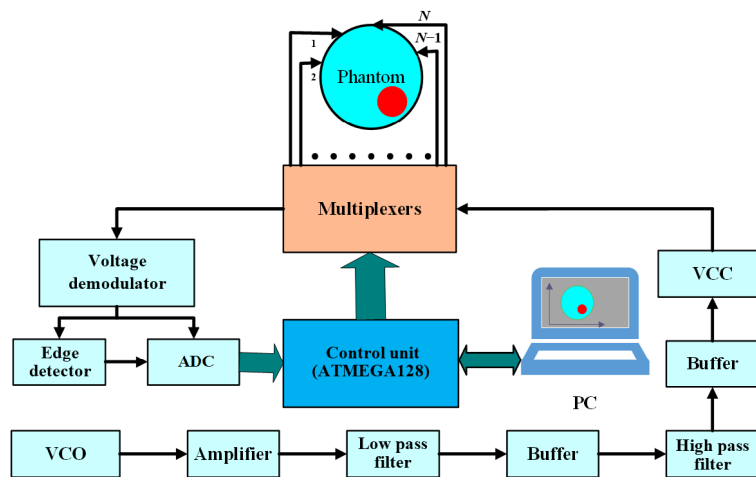 N
1
N−1
2
Phantom
Multiplexers
Voltage
demodulator
VCC
Edge
detector
ADC
Control unit
(ATMEGA128)
Buffer
PC
VCO
Amplifier
Low pass
filter
Buffer
High pass
filter